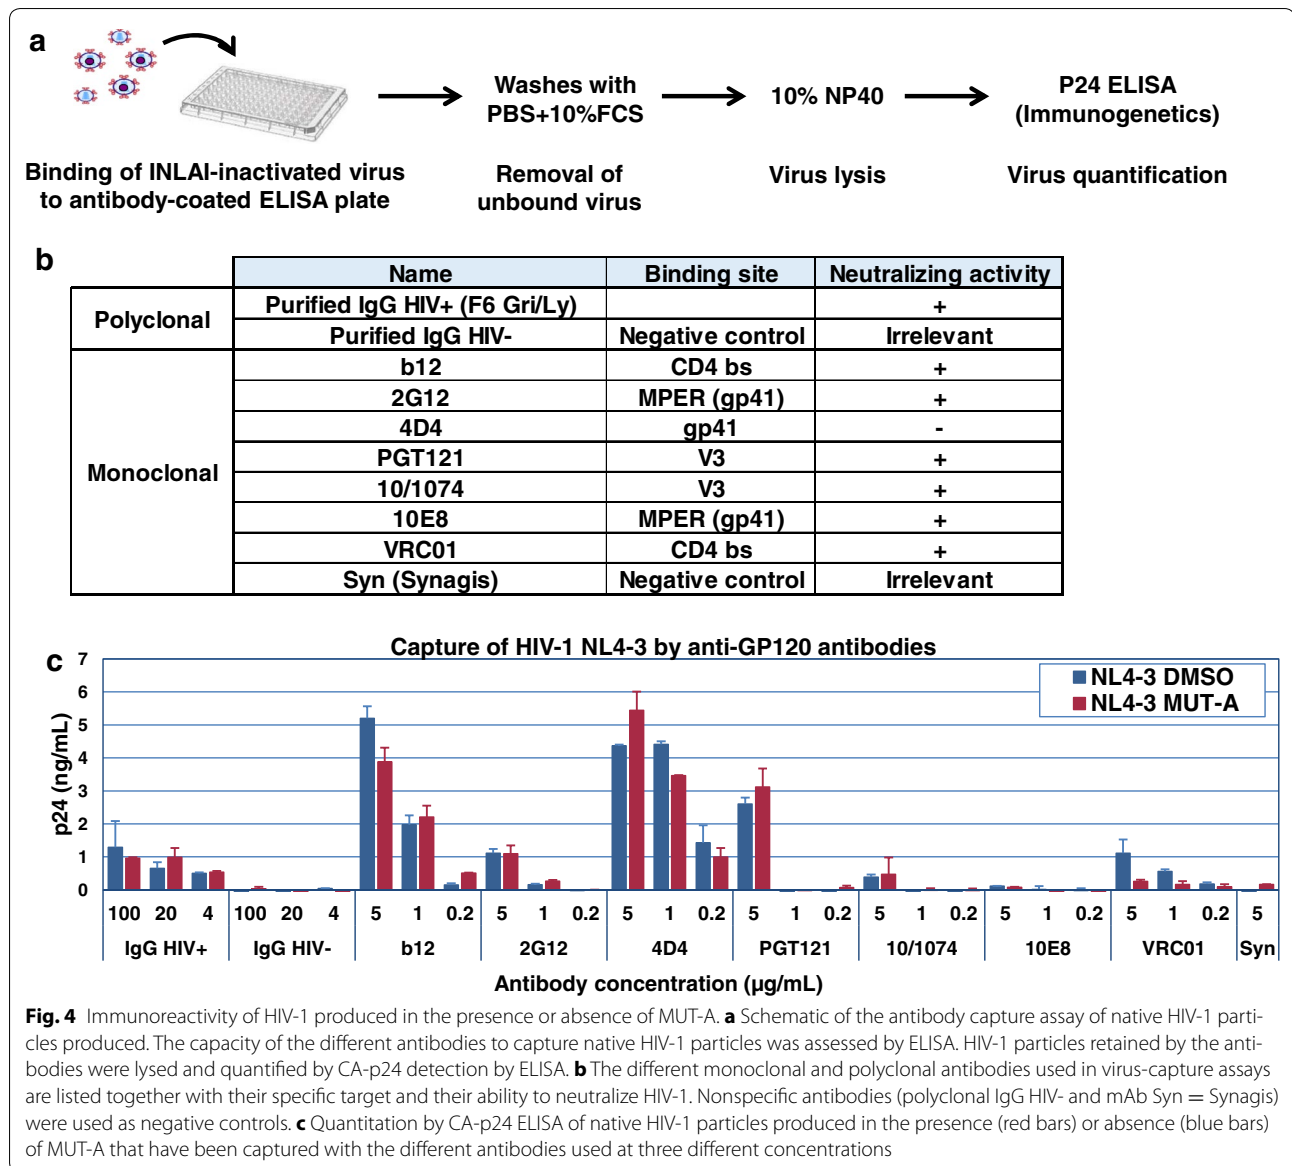 a
Washes with
PBS+10%FCS
10% NP40
P24 ELISA
(Immunogenetics)
Binding of INLAI-inactivated virus
to antibody-coated ELISA plate
Removal of
unbound virus
Virus lysis
Virus quantification
b
Name Binding site Neutralizing activity
Polyclonal
Purified IgG HIV+ (F6 Gri/Ly) +
Purified IgG HIV- Negative control Irrelevant
Monoclonal
b12 CD4 bs +
2G12 MPER (gp41) +
4D4 gp41 -
PGT121 V3 +
10/1074 V3 +
10E8 MPER (gp41) +
VRC01 CD4 bs +
Syn (Synagis) Negative control Irrelevant
c
Capture of HIV-1 NL4-3 by anti-GP120 antibodies
NL4-3 DMSO
NL4-3 MUT-A
p24 (ng/mL)
7
6
5
4
3
2
1
0
100 20 4 100 20 4 5 1 0.2 5 1 0.2 5 1 0.2 5 1 0.2 5 1 0.2 5 1 0.2 5 1 0.2 5
IgG HIV+ IgG HIV- b12 2G12 4D4 PGT121 10/1074 10E8 VRC01 Syn
Antibody concentration (µg/mL)
Fig. 4 Immunoreactivity of HIV-1 produced in the presence or absence of MUT-A. a Schematic of the antibody capture assay of native HIV-1 parti-
cles produced. The capacity of the different antibodies to capture native HIV-1 particles was assessed by ELISA. HIV-1 particles retained by the anti-
bodies were lysed and quantified by CA-p24 detection by ELISA. b The different monoclonal and polyclonal antibodies used in virus-capture assays
are listed together with their specific target and their ability to neutralize HIV-1. Nonspecific antibodies (polyclonal IgG HIV- and mAb Syn = Synagis)
were used as negative controls. c Quantitation by CA-p24 ELISA of native HIV-1 particles produced in the presence (red bars) or absence (blue bars)
of MUT-A that have been captured with the different antibodies used at three different concentrations